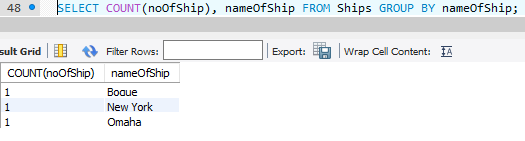 48 SELECT COUNT(noOfShip), nameOfShip FROM Ships GROUP BY nameOfShip;
sult Grid Filter Rows: Export: Wrap Cell Content:
COUNT(noOfShip) nameOfShip
1 Bogue
1 New York
1 Omaha